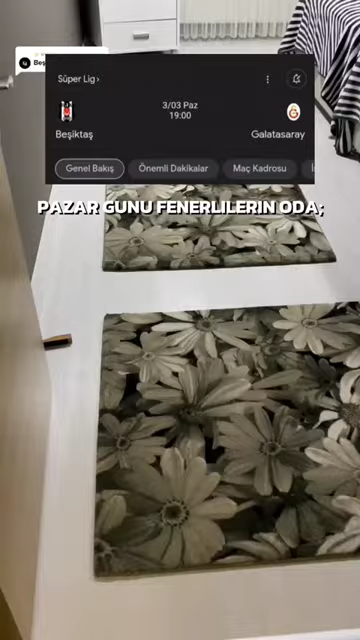 Süper Lig ›
3/03 Paz
19:00
Beşiktaş
Galatasaray
Genel Bakış
Önemli Dakikalar
Maç Kadrosu
PAZAR GUNU FENERLILERIN ODA;